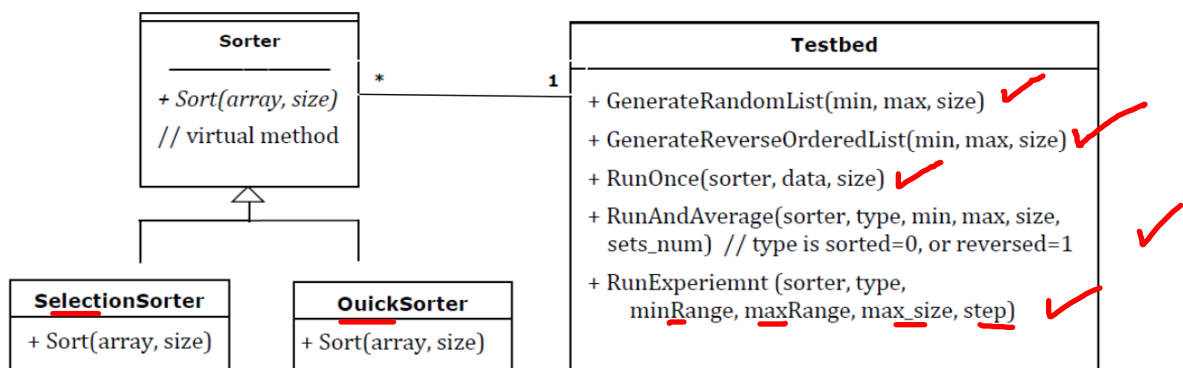 Sorter
+ Sort(array, size)
// virtual method
*
1
Testbed
+ GenerateRandomList(min, max, size)
+ GenerateReverseOrderedList(min, max, size)
+ RunOnce(sorter, data, size)
+ RunAndAverage(sorter, type, min, max, size,
sets_num) // type is sorted=0, or reversed=1
+ RunExperiemnt (sorter, type,
minRange, maxRange, max_size, step)
SelectionSorter
+ Sort(array, size)
QuickSorter
+ Sort(array, size)